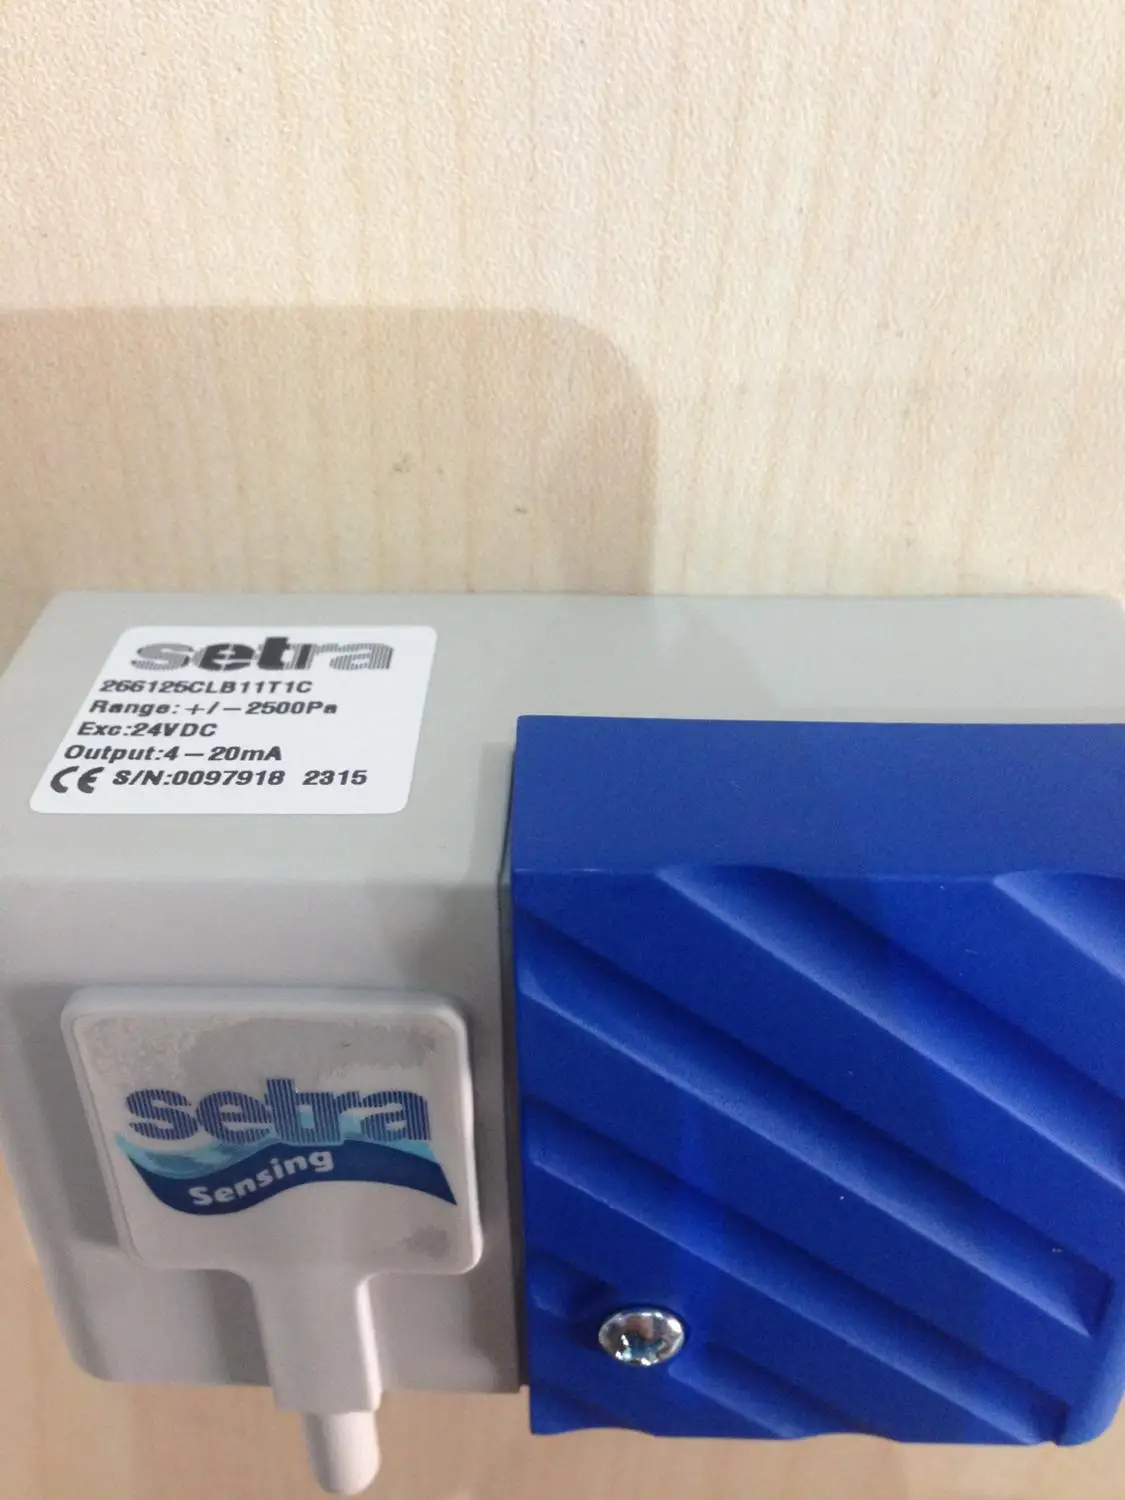 setra
266125CLB11T1C
Range:+/-2500Pa
Exc:24VDC
Output:4-20mA
CE S/N:0097918 2315
setra
Sensing